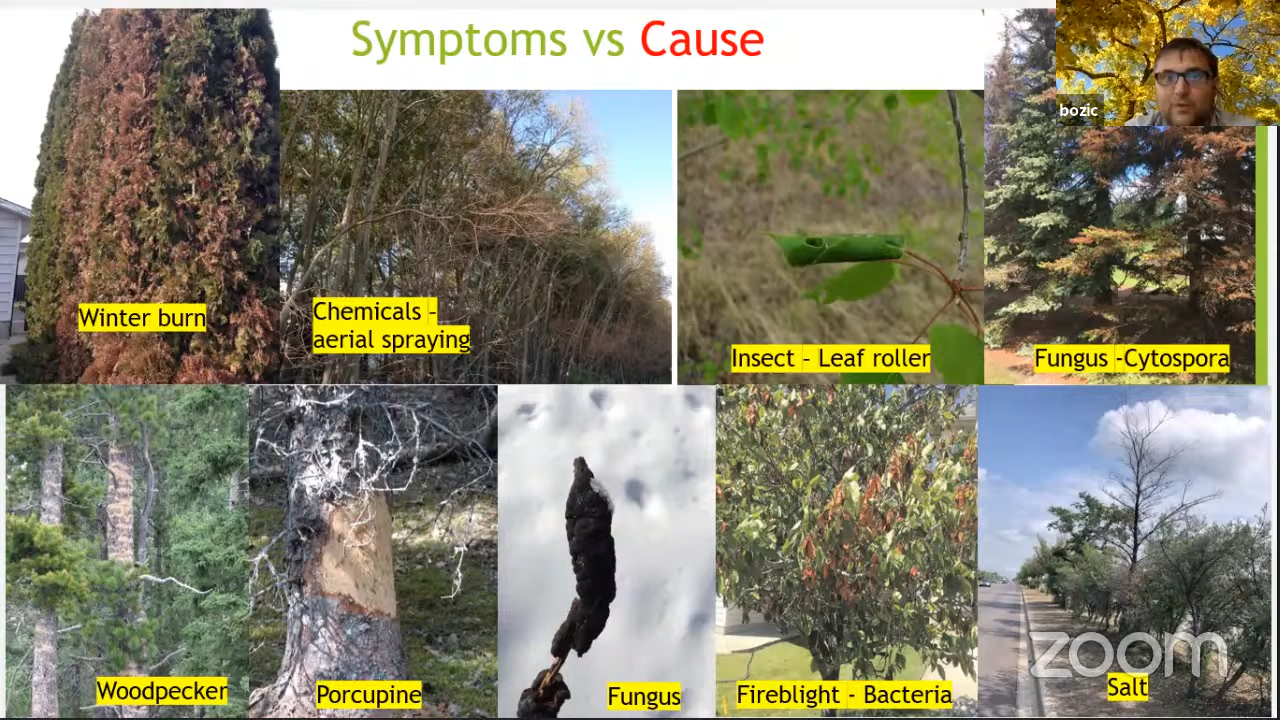 Symptoms vs Cause
bozic
Winter burn
Chemicals -
aerial spraying
Insect - Leaf roller
Fungus -Cytospora
Woodpecker
Porcupine
Fungus
Fireblight - Bacteria
Salt
zoom